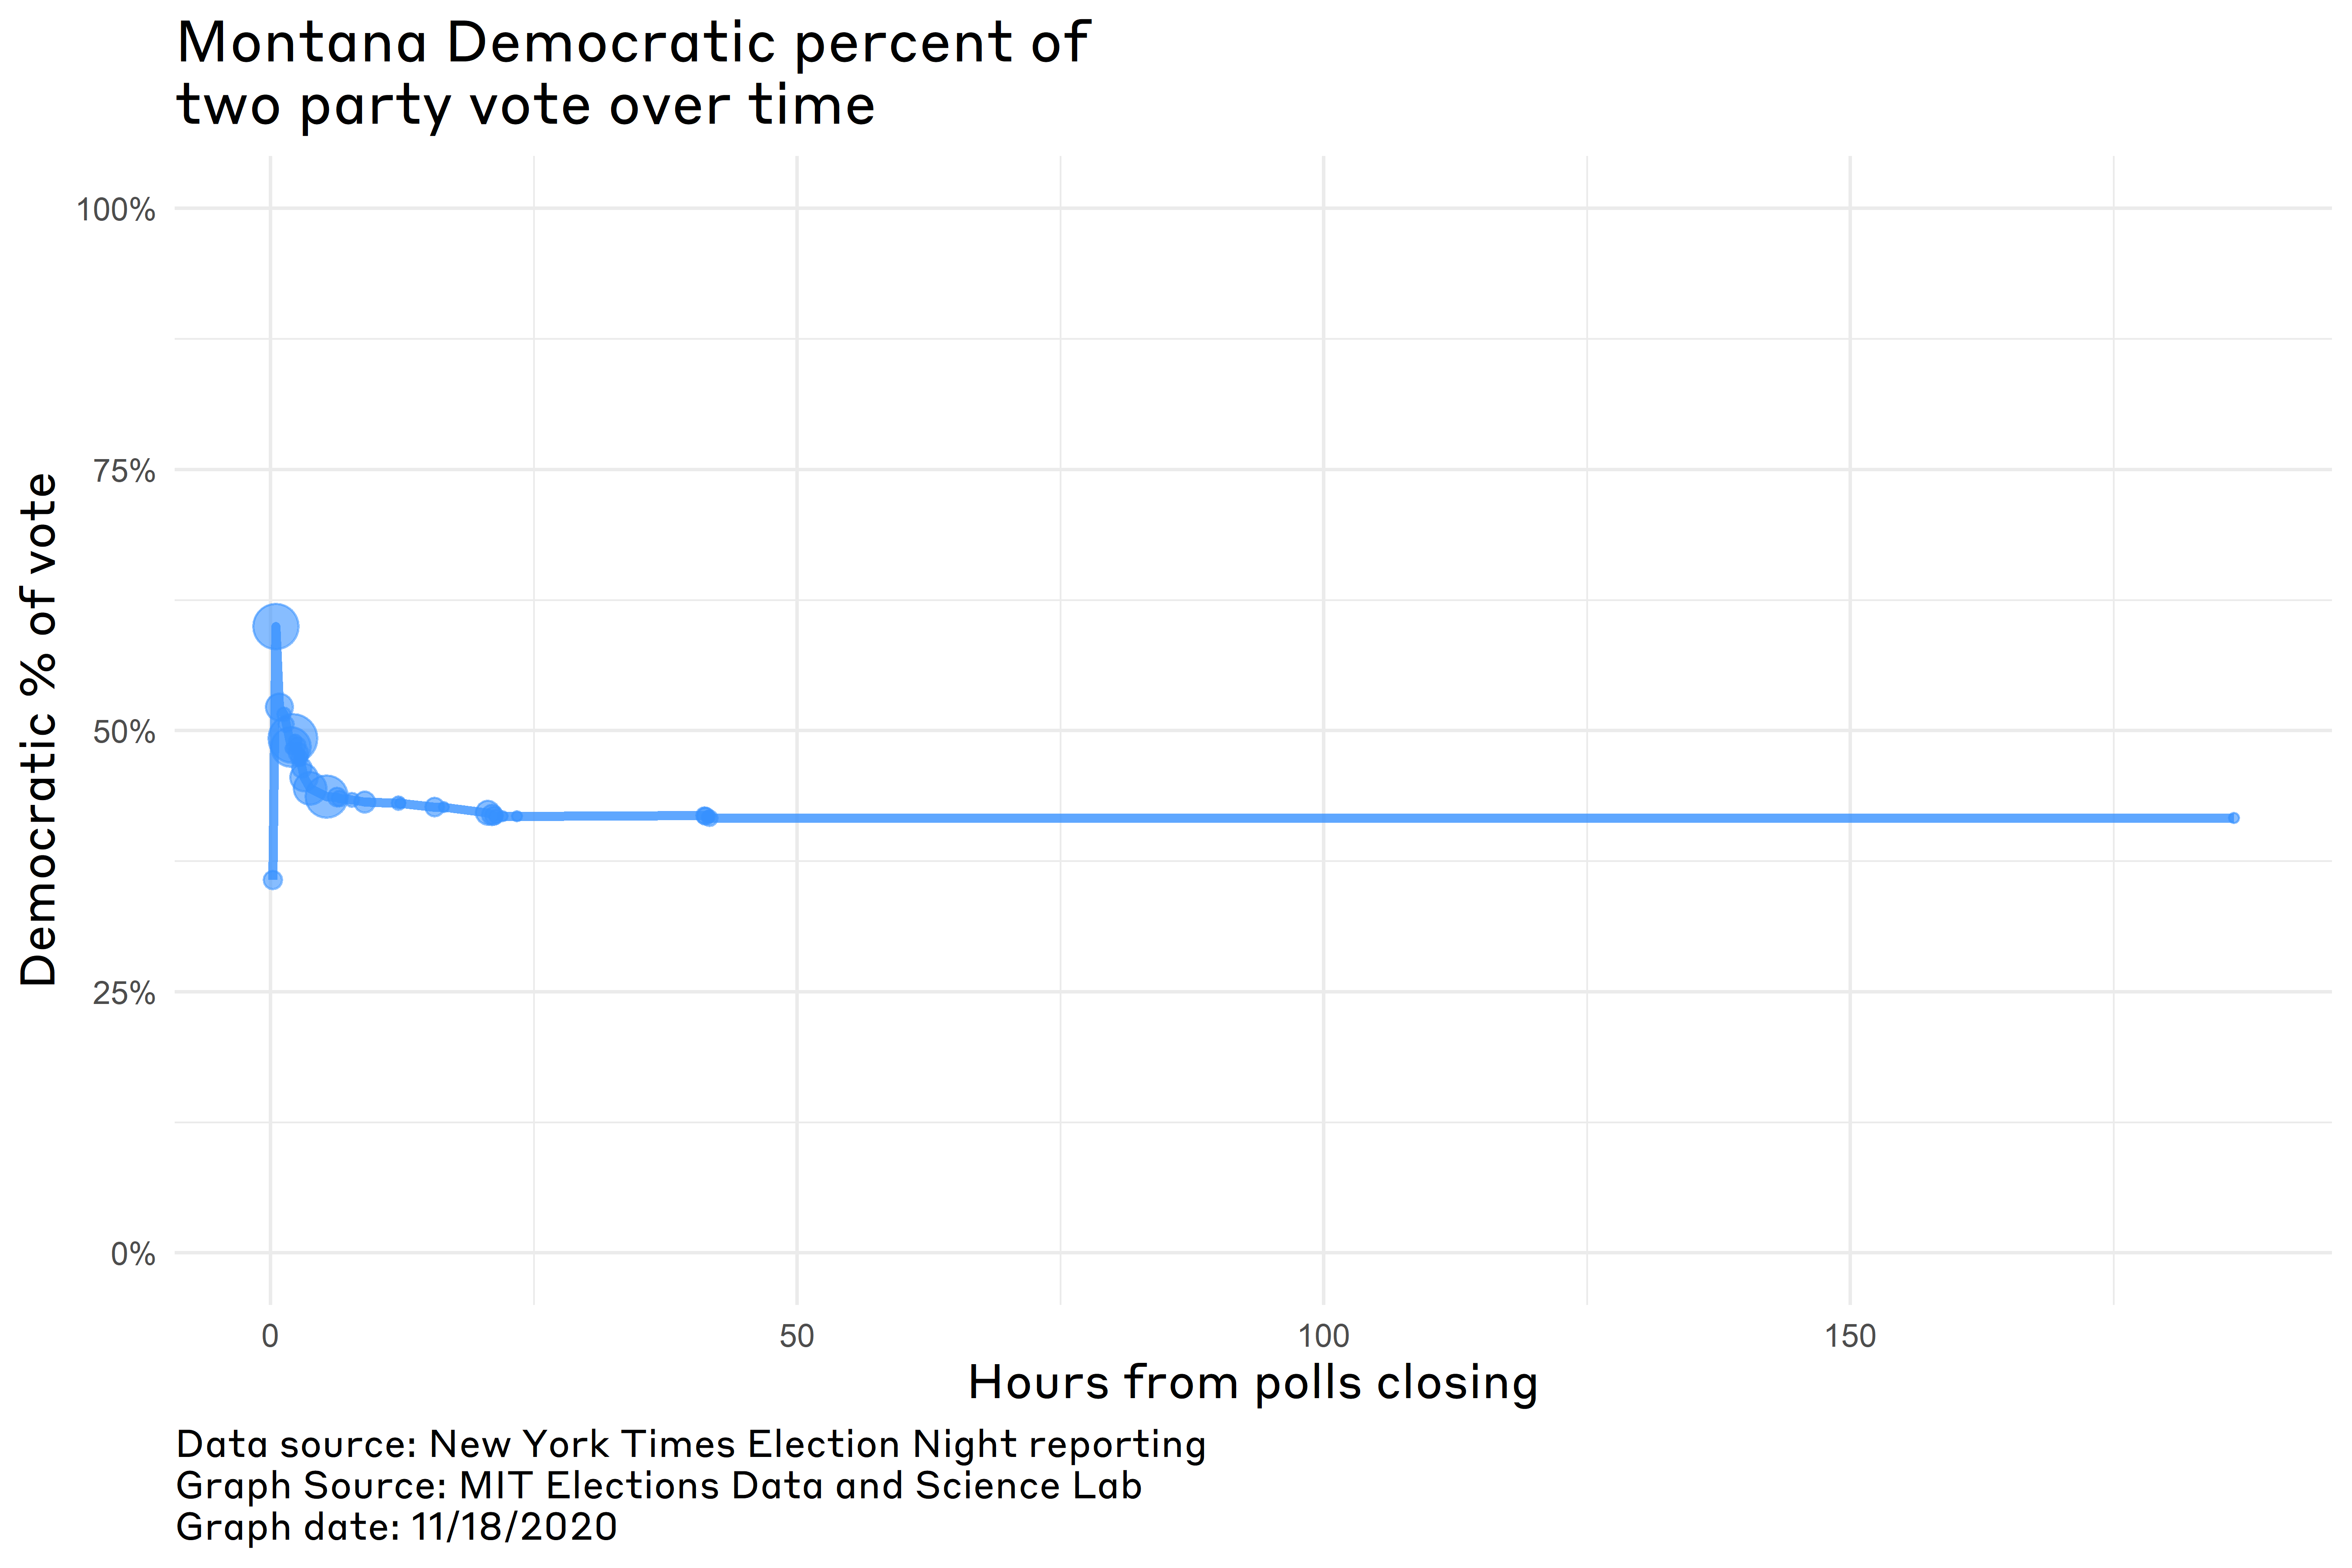 Montana Democratic percent of
two party vote over time
100%
75%
50%
25%
0%
Democratic % of vote
0 50 100 150
Hours from polls closing
Data source: New York Times Election Night reporting
Graph Source: MIT Elections Data and Science Lab
Graph date: 11/18/2020